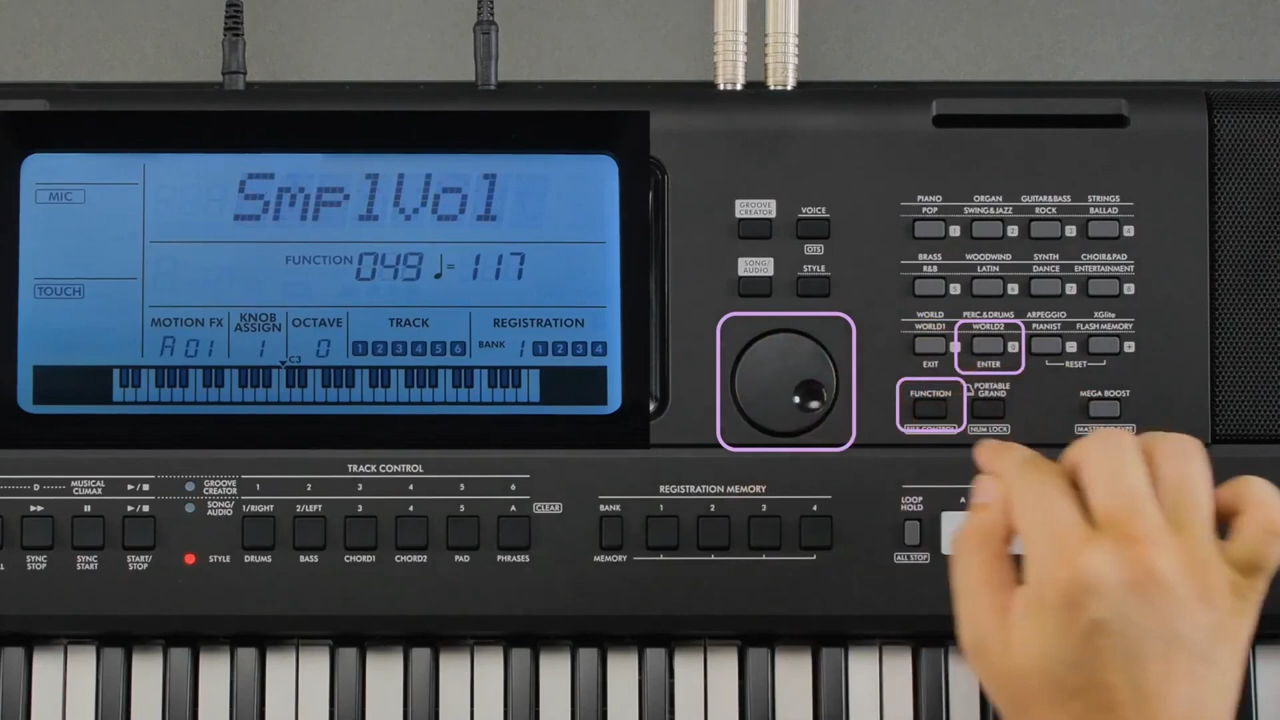 SmplVol
MIC
FUNCTION 049 ♩= 117
TOUCH
MOTION FX KNOB ASSIGN OCTAVE TRACK REGISTRATION
A01 1 0 1 2 3 4 5 6 BANK 1 1 2 3 4
C3
GROOVE CREATOR VOICE
OTS
SONG/AUDIO STYLE
PIANO ORGAN GUITAR&BASS STRINGS
POP SWING&JAZZ ROCK BALLAD
1 2 3 4
BRASS WOODWIND SYNTH CHOIR&PAD
R&B LATIN DANCE ENTERTAINMENT
5 6 7 8
WORLD PERC.&DRUMS ARPEGGIO XGlite
WORLD1 WORLD2 PIANIST FLASH MEMORY
0 - +
EXIT ENTER RESET
FUNCTION PORTABLE GRAND MEGA BOOST
NUM LOCK
TRACK CONTROL
D MUSICAL CLIMAX ▶/■ GROOVE CREATOR 1 2 3 4 5 6
▶▶ ⏸ ▶/■ SONG/AUDIO 1/RIGHT 2/LEFT 3 4 5 A CLEAR
SYNC STOP SYNC START START/STOP STYLE DRUMS BASS CHORD1 CHORD2 PAD PHRASES
REGISTRATION MEMORY
BANK 1 2 3 4
MEMORY
LOOP HOLD A
ALL STOP